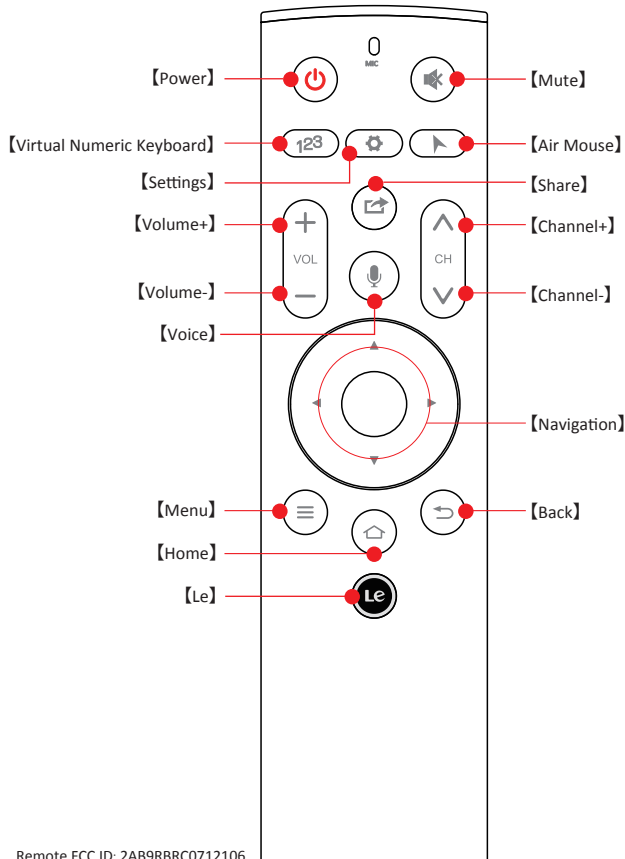 MIC
【Power】
【Mute】
123
【Virtual Numeric Keyboard】
【Air Mouse】
【Settings】
【Share】
【Volume+】
【Channel+】
VOL
CH
【Volume-】
【Channel-】
【Voice】
【Navigation】
【Menu】
【Back】
【Home】
【Le】
Le
Remote FCC ID: 2AB9RBRC0712106